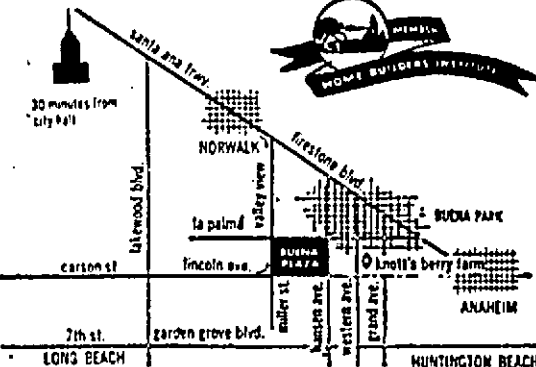 MEMBER
HOME BUILDERS INSTITUTE
santa ana frwy.
30 minutes from
city hall
NORWALK
firestone blvd.
lakewood blvd.
valley view
la palma
BUENA PARK
BUENA
PLAZA
knott's berry farm
carson st
lincoln ave.
ANAHEIM
miller st.
hansen ave.
western ave.
grand ave.
7th st.
garden grove blvd.
LONG BEACH
HUNTINGTON BEACH